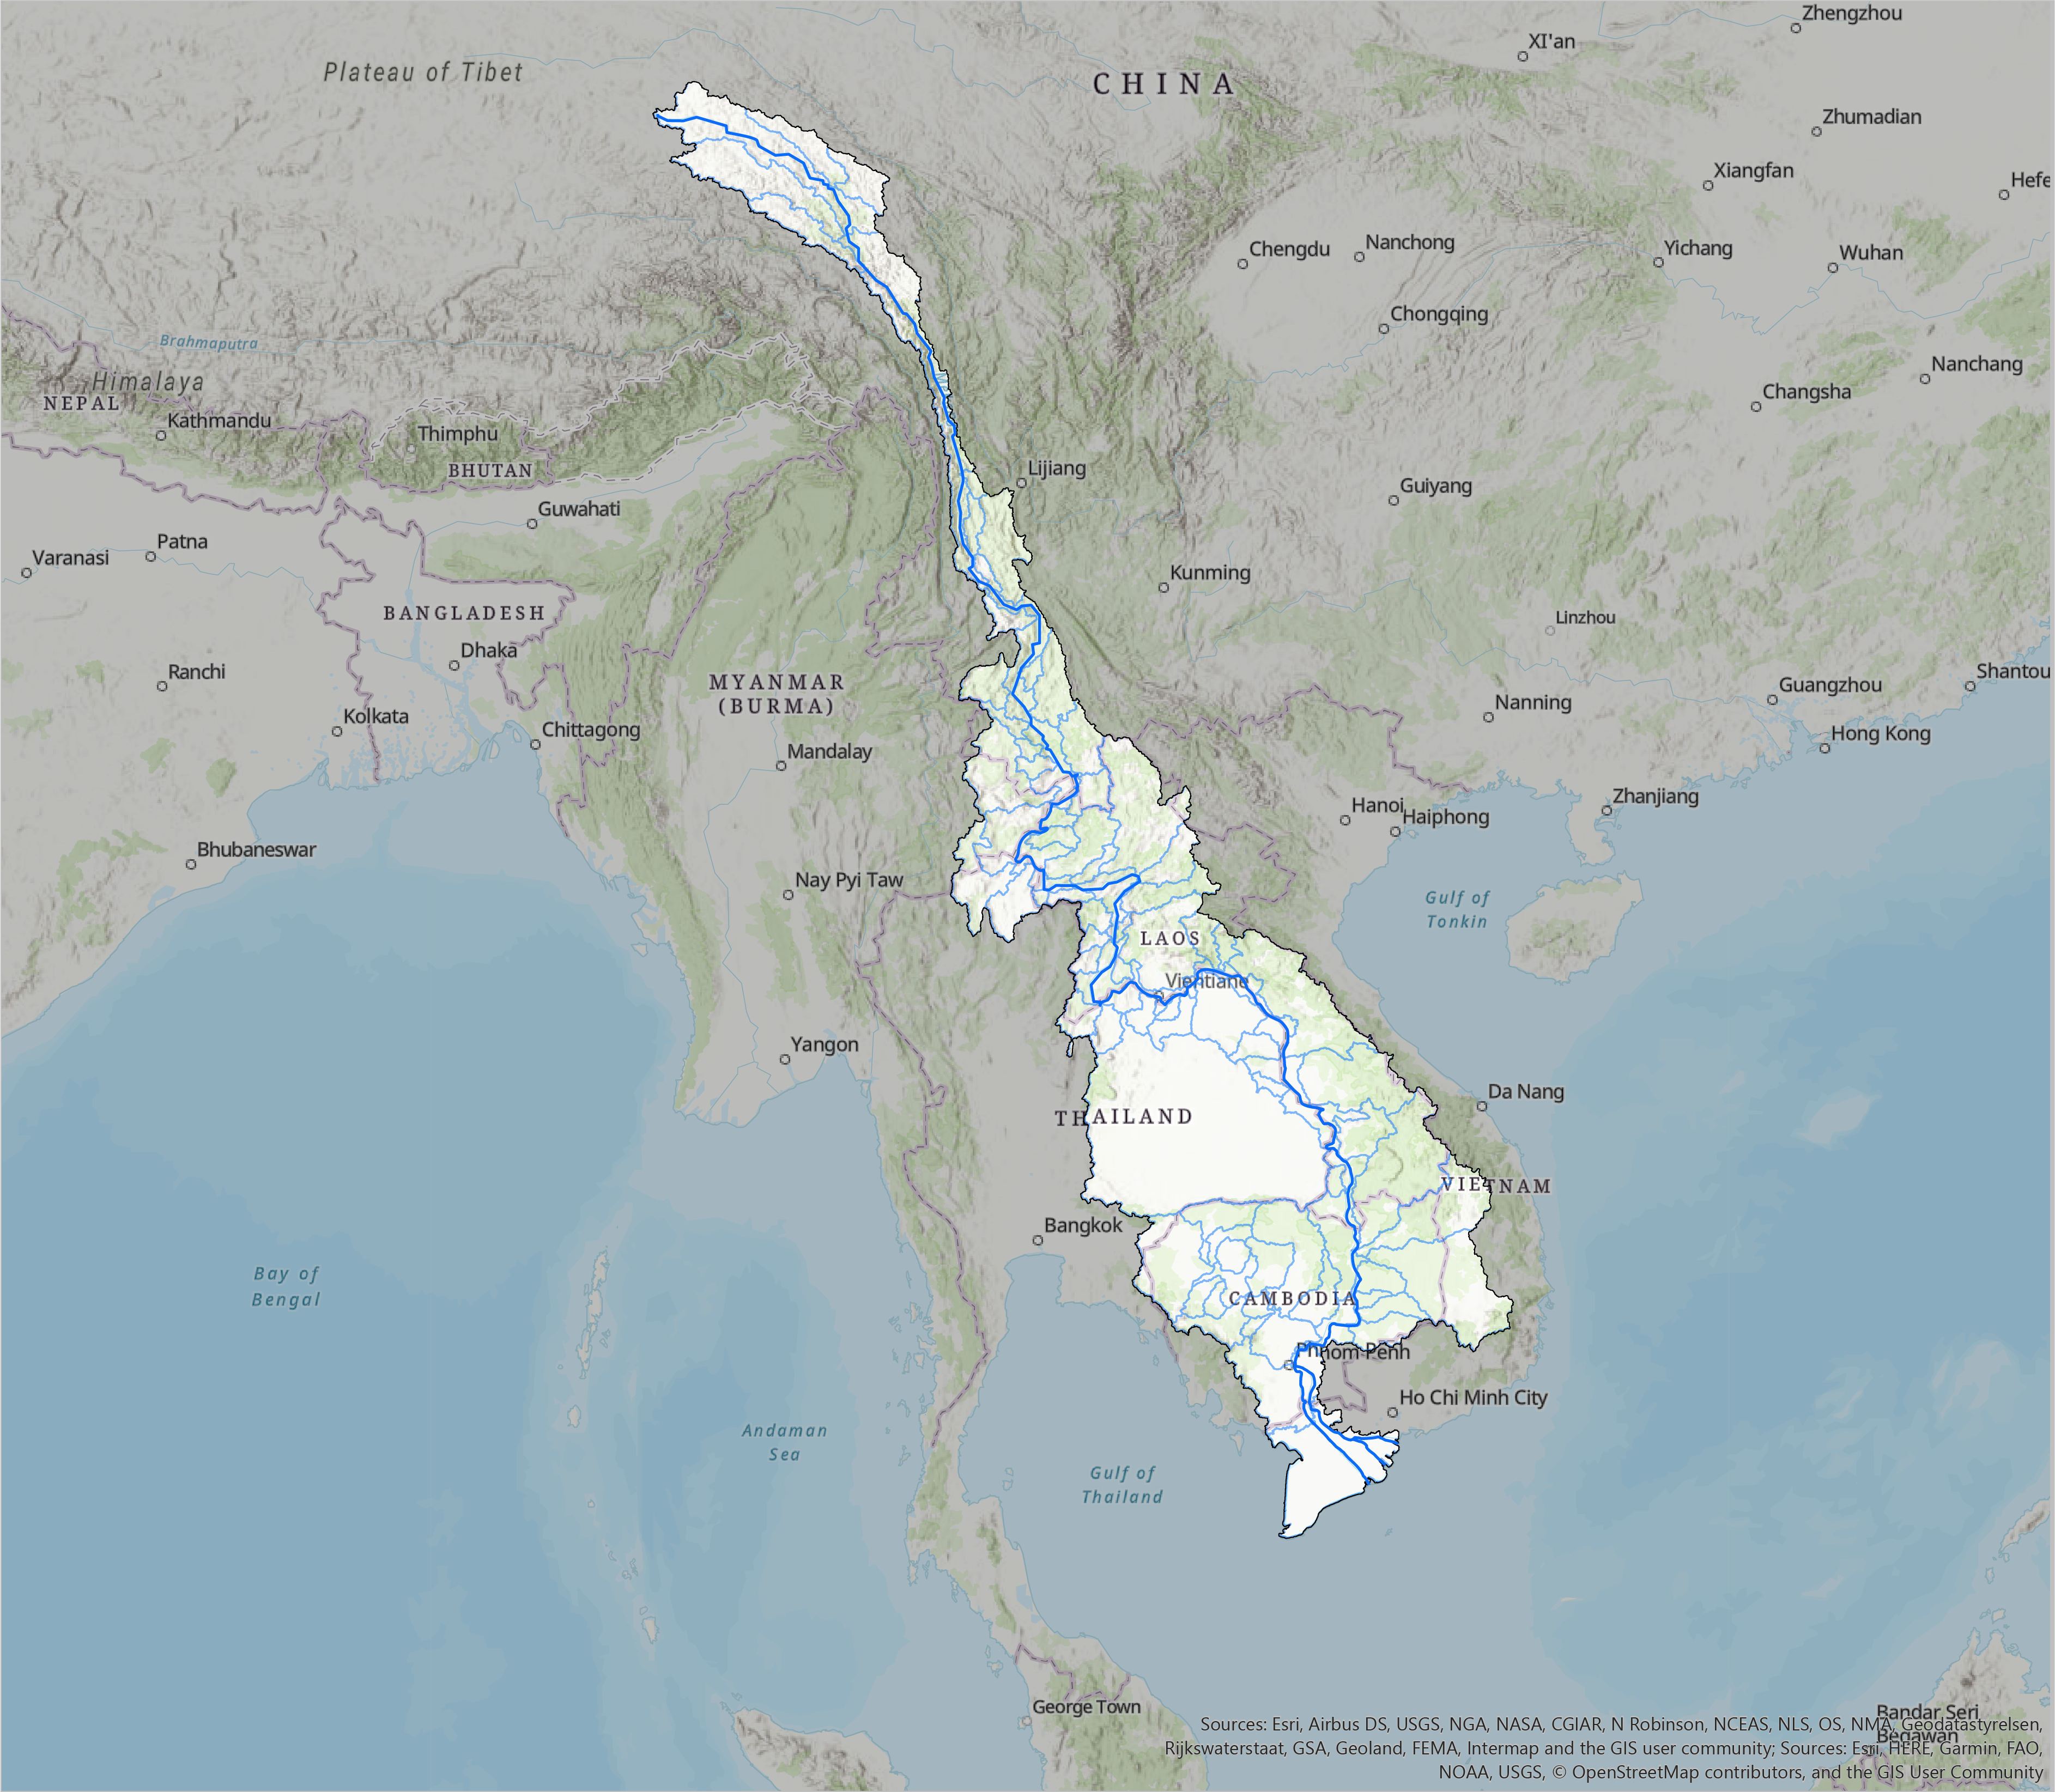 Zhengzhou
XI'an
Plateau of Tibet
CHINA
Zhumadian
Xiangfan
Hefe
Chengdu
Nanchong
Yichang
Wuhan
Chongqing
Brahmaputra
Himalaya
NEPAL
Nanchang
Changsha
Kathmandu
Thimphu
BHUTAN
Lijiang
Guiyang
Guwahati
Patna
Varanasi
Kunming
BANGLADESH
Linzhou
Dhaka
Ranchi
MYANMAR
(BURMA)
Shantou
Guangzhou
Nanning
Kolkata
Chittagong
Hong Kong
Mandalay
Zhanjiang
Hanoi
Haiphong
Bhubaneswar
Nay Pyi Taw
Gulf of
Tonkin
LAOS
Vientiane
Yangon
Da Nang
THAILAND
VIETNAM
Bangkok
Bay of
Bengal
CAMBODIA
Phnom Penh
Ho Chi Minh City
Andaman
Sea
Gulf of
Thailand
George Town
Bandar Seri
Begawan
Sources: Esri, Airbus DS, USGS, NGA, NASA, CGIAR, N Robinson, NCEAS, NLS, OS, NMA, Geodatastyrelsen,
Rijkswaterstaat, GSA, Geoland, FEMA, Intermap and the GIS user community; Sources: Esri, HERE, Garmin, FAO,
NOAA, USGS, © OpenStreetMap contributors, and the GIS User Community